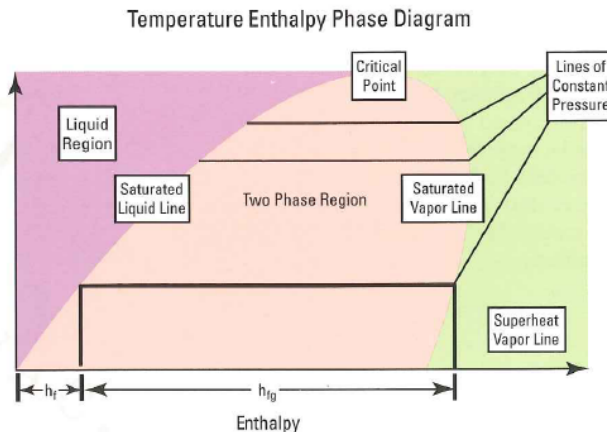 Temperature Enthalpy Phase Diagram
Critical
Point
Lines of
Constant
Pressure
Liquid
Region
Saturated
Liquid Line
Two Phase Region
Saturated
Vapor Line
Superheat
Vapor Line
hf
hfg
Enthalpy